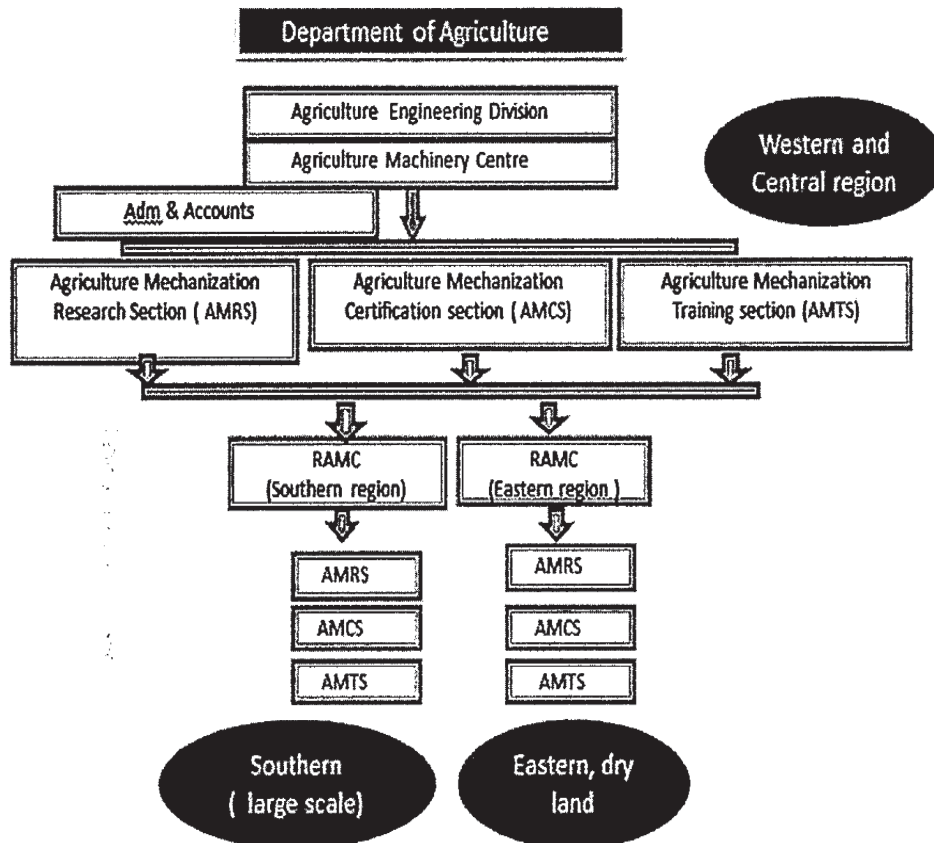 Department of Agriculture
Agriculture Engineering Division
Agriculture Machinery Centre
Western and
Central region
Adm & Accounts
Agriculture Mechanization
Research Section ( AMRS)
Agriculture Mechanization
Certification section ( AMCS)
Agriculture Mechanization
Training section (AMTS)
RAMC
(Southern region)
RAMC
(Eastern region )
AMRS
AMCS
AMTS
AMRS
AMCS
AMTS
Southern
( large scale)
Eastern, dry
land